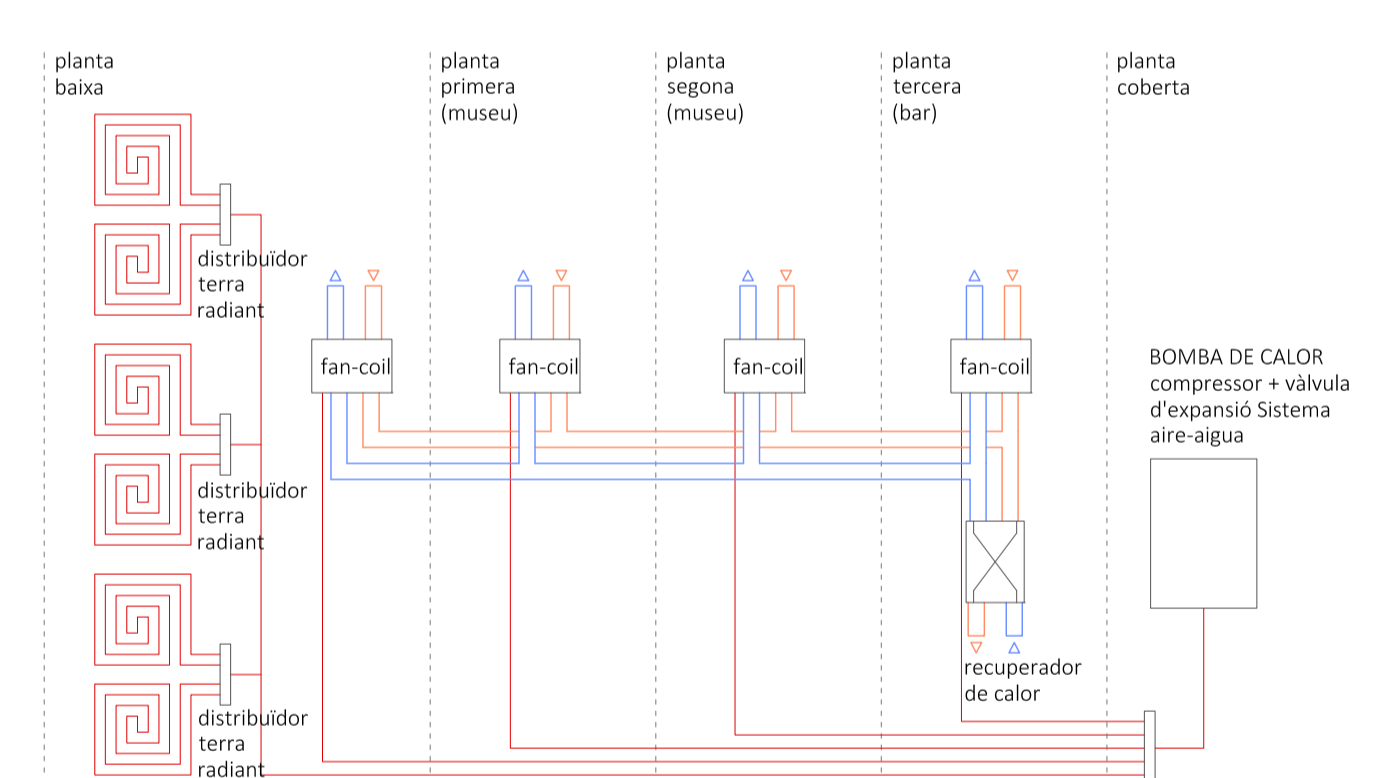 planta
baixa
planta
primera
(museu)
planta
segona
(museu)
planta
tercera
(bar)
planta
coberta
distribuïdor
terra
radiant
fan-coil
fan-coil
fan-coil
fan-coil
BOMBA DE CALOR
compressor + vàlvula
d'expansió Sistema
aire-aigua
distribuïdor
terra
radiant
recuperador
de calor
distribuïdor
terra
radiant